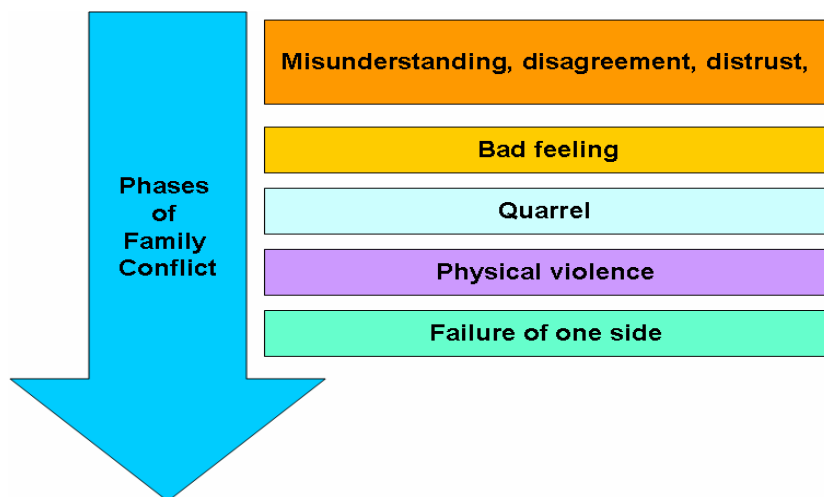 Misunderstanding, disagreement, distrust,
Bad feeling
Phases
of
Family
Conflict
Quarrel
Physical violence
Failure of one side